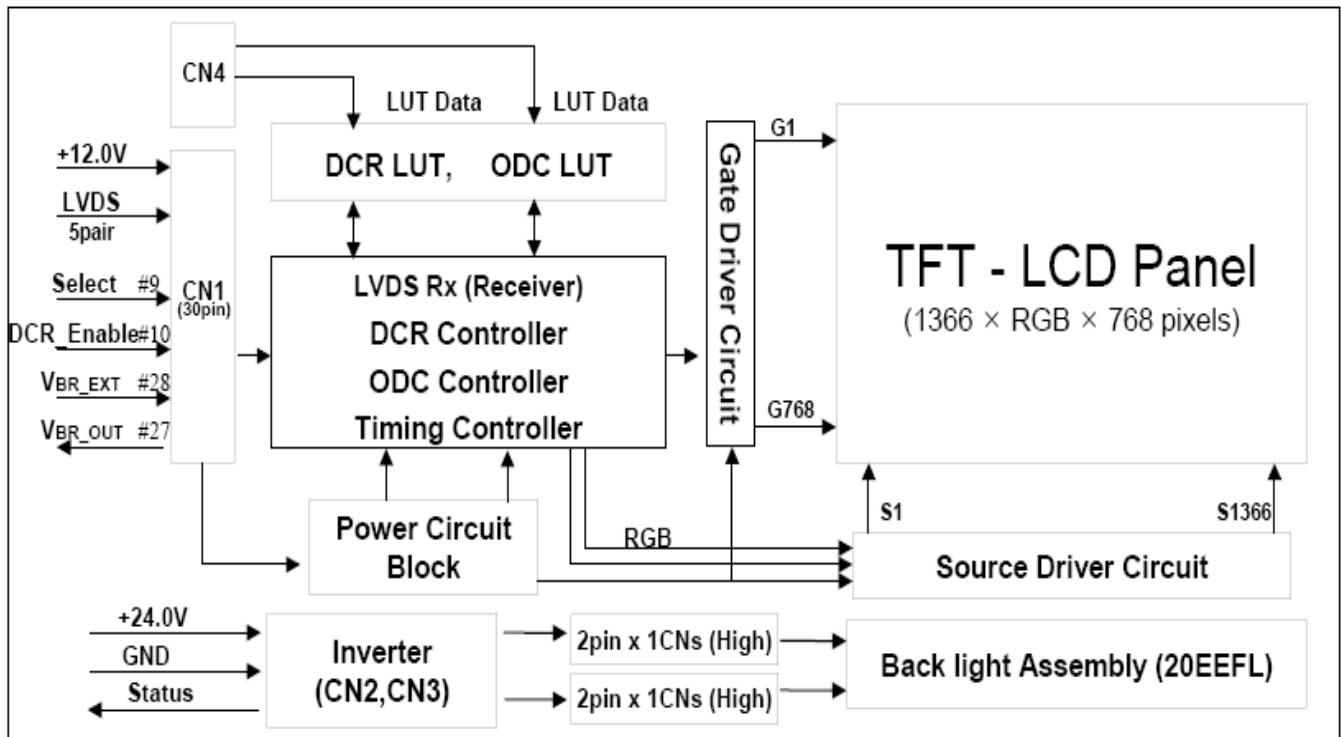 CN4
LUT Data
LUT Data
DCR LUT, ODC LUT
+12.0V
LVDS
5pair
Select #9
DCR_Enable#10
VBR_EXT #28
VBR_OUT #27
CN1
(30pin)
LVDS Rx (Receiver)
DCR Controller
ODC Controller
Timing Controller
Gate Driver Circuit
G1
G768
TFT - LCD Panel
(1366 × RGB × 768 pixels)
S1
S1366
Power Circuit
Block
RGB
Source Driver Circuit
+24.0V
GND
Status
Inverter
(CN2,CN3)
2pin x 1CNs (High)
2pin x 1CNs (High)
Back light Assembly (20EEFL)